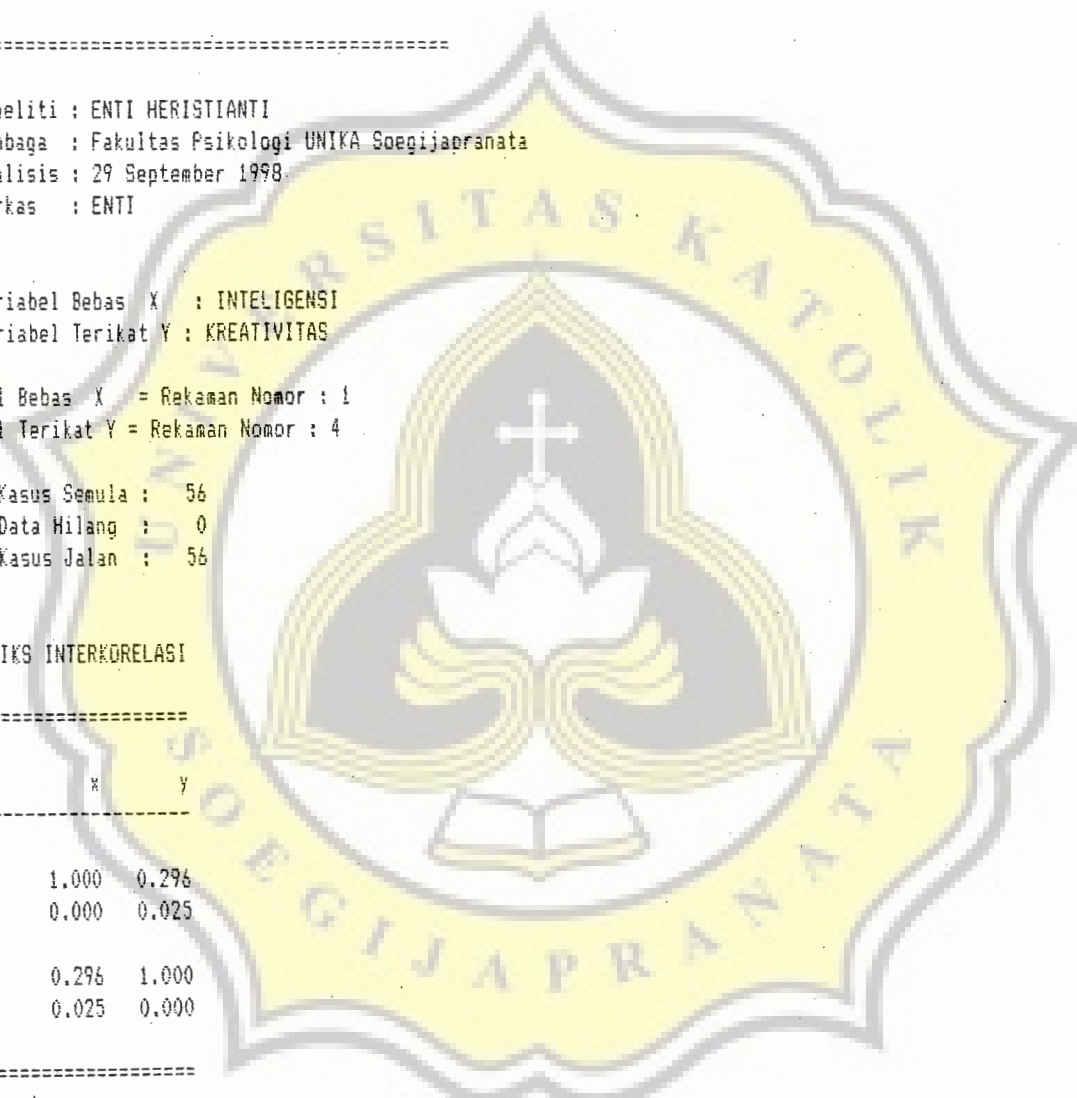 ====================================================
eliti : ENTI HERISTIANTI
baga : Fakultas Psikologi UNIKA Soegijapranata
lisis : 29 September 1998
kas : ENTI
riabel Bebas X : INTELIGENSI
riabel Terikat Y : KREATIVITAS
Bebas X = Rekaman Nomor : 1
Terikat Y = Rekaman Nomor : 4
Kasus Semula : 56
Data Hilang : 0
Kasus Jalan : 56
IKS INTERKORELASI
==================
x y
------------------
1.000 0.296
0.000 0.025
0.296 1.000
0.025 0.000
==================
UNIVERSITAS KATOLIK
SOEGIJAPRANATA